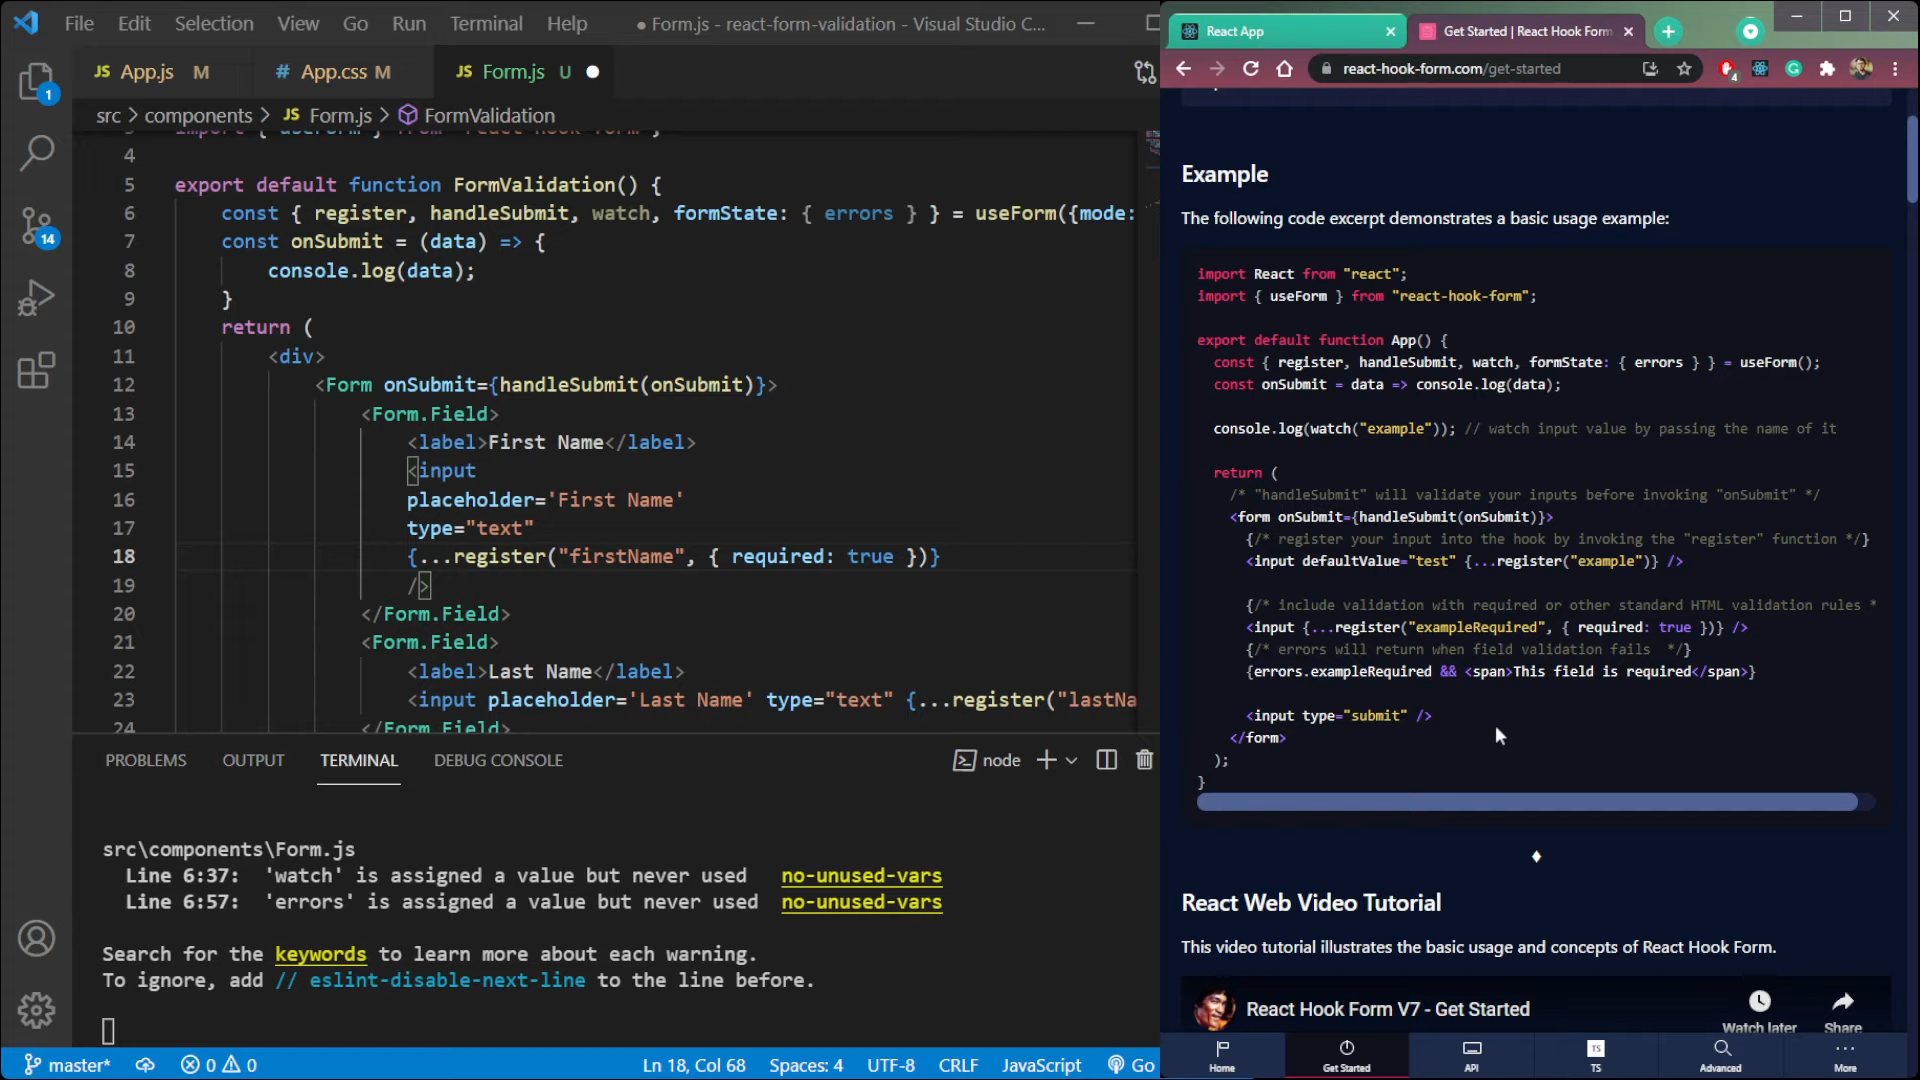 File Edit Selection View Go Run Terminal Help
● Form.js - react-form-validation - Visual Studio C...
JS App.js M
# App.css M
JS Form.js U
src > components > JS Form.js > FormValidation
4
5 export default function FormValidation() {
6 const { register, handleSubmit, watch, formState: { errors } } = useForm({mode:
7 const onSubmit = (data) => {
8 console.log(data);
9 }
10 return (
11 <div>
12 <Form onSubmit={handleSubmit(onSubmit)}>
13 <Form.Field>
14 <label>First Name</label>
15 <input
16 placeholder='First Name'
17 type="text"
18 {...register("firstName", { required: true })}
19 />
20 </Form.Field>
21 <Form.Field>
22 <label>Last Name</label>
23 <input placeholder='Last Name' type="text" {...register("lastNa
24 </Form.Field>
1
14
PROBLEMS OUTPUT TERMINAL DEBUG CONSOLE
node
src\components\Form.js
Line 6:37: 'watch' is assigned a value but never used no-unused-vars
Line 6:57: 'errors' is assigned a value but never used no-unused-vars
Search for the keywords to learn more about each warning.
To ignore, add // eslint-disable-next-line to the line before.
master* 0 0 Ln 18, Col 68 Spaces: 4 UTF-8 CRLF JavaScript Go
React App
Get Started | React Hook Form
react-hook-form.com/get-started
4
Example
The following code excerpt demonstrates a basic usage example:
import React from "react";
import { useForm } from "react-hook-form";
export default function App() {
const { register, handleSubmit, watch, formState: { errors } } = useForm();
const onSubmit = data => console.log(data);
console.log(watch("example")); // watch input value by passing the name of it
return (
/* "handleSubmit" will validate your inputs before invoking "onSubmit" */
<form onSubmit={handleSubmit(onSubmit)}>
{/* register your input into the hook by invoking the "register" function */}
<input defaultValue="test" {...register("example")} />
{/* include validation with required or other standard HTML validation rules *
<input {...register("exampleRequired", { required: true })} />
{/* errors will return when field validation fails */}
{errors.exampleRequired && <span>This field is required</span>}
<input type="submit" />
</form>
);
}
React Web Video Tutorial
This video tutorial illustrates the basic usage and concepts of React Hook Form.
React Hook Form V7 - Get Started
Watch later
Share
Home
Get Started
API
TS
TS
Advanced
More